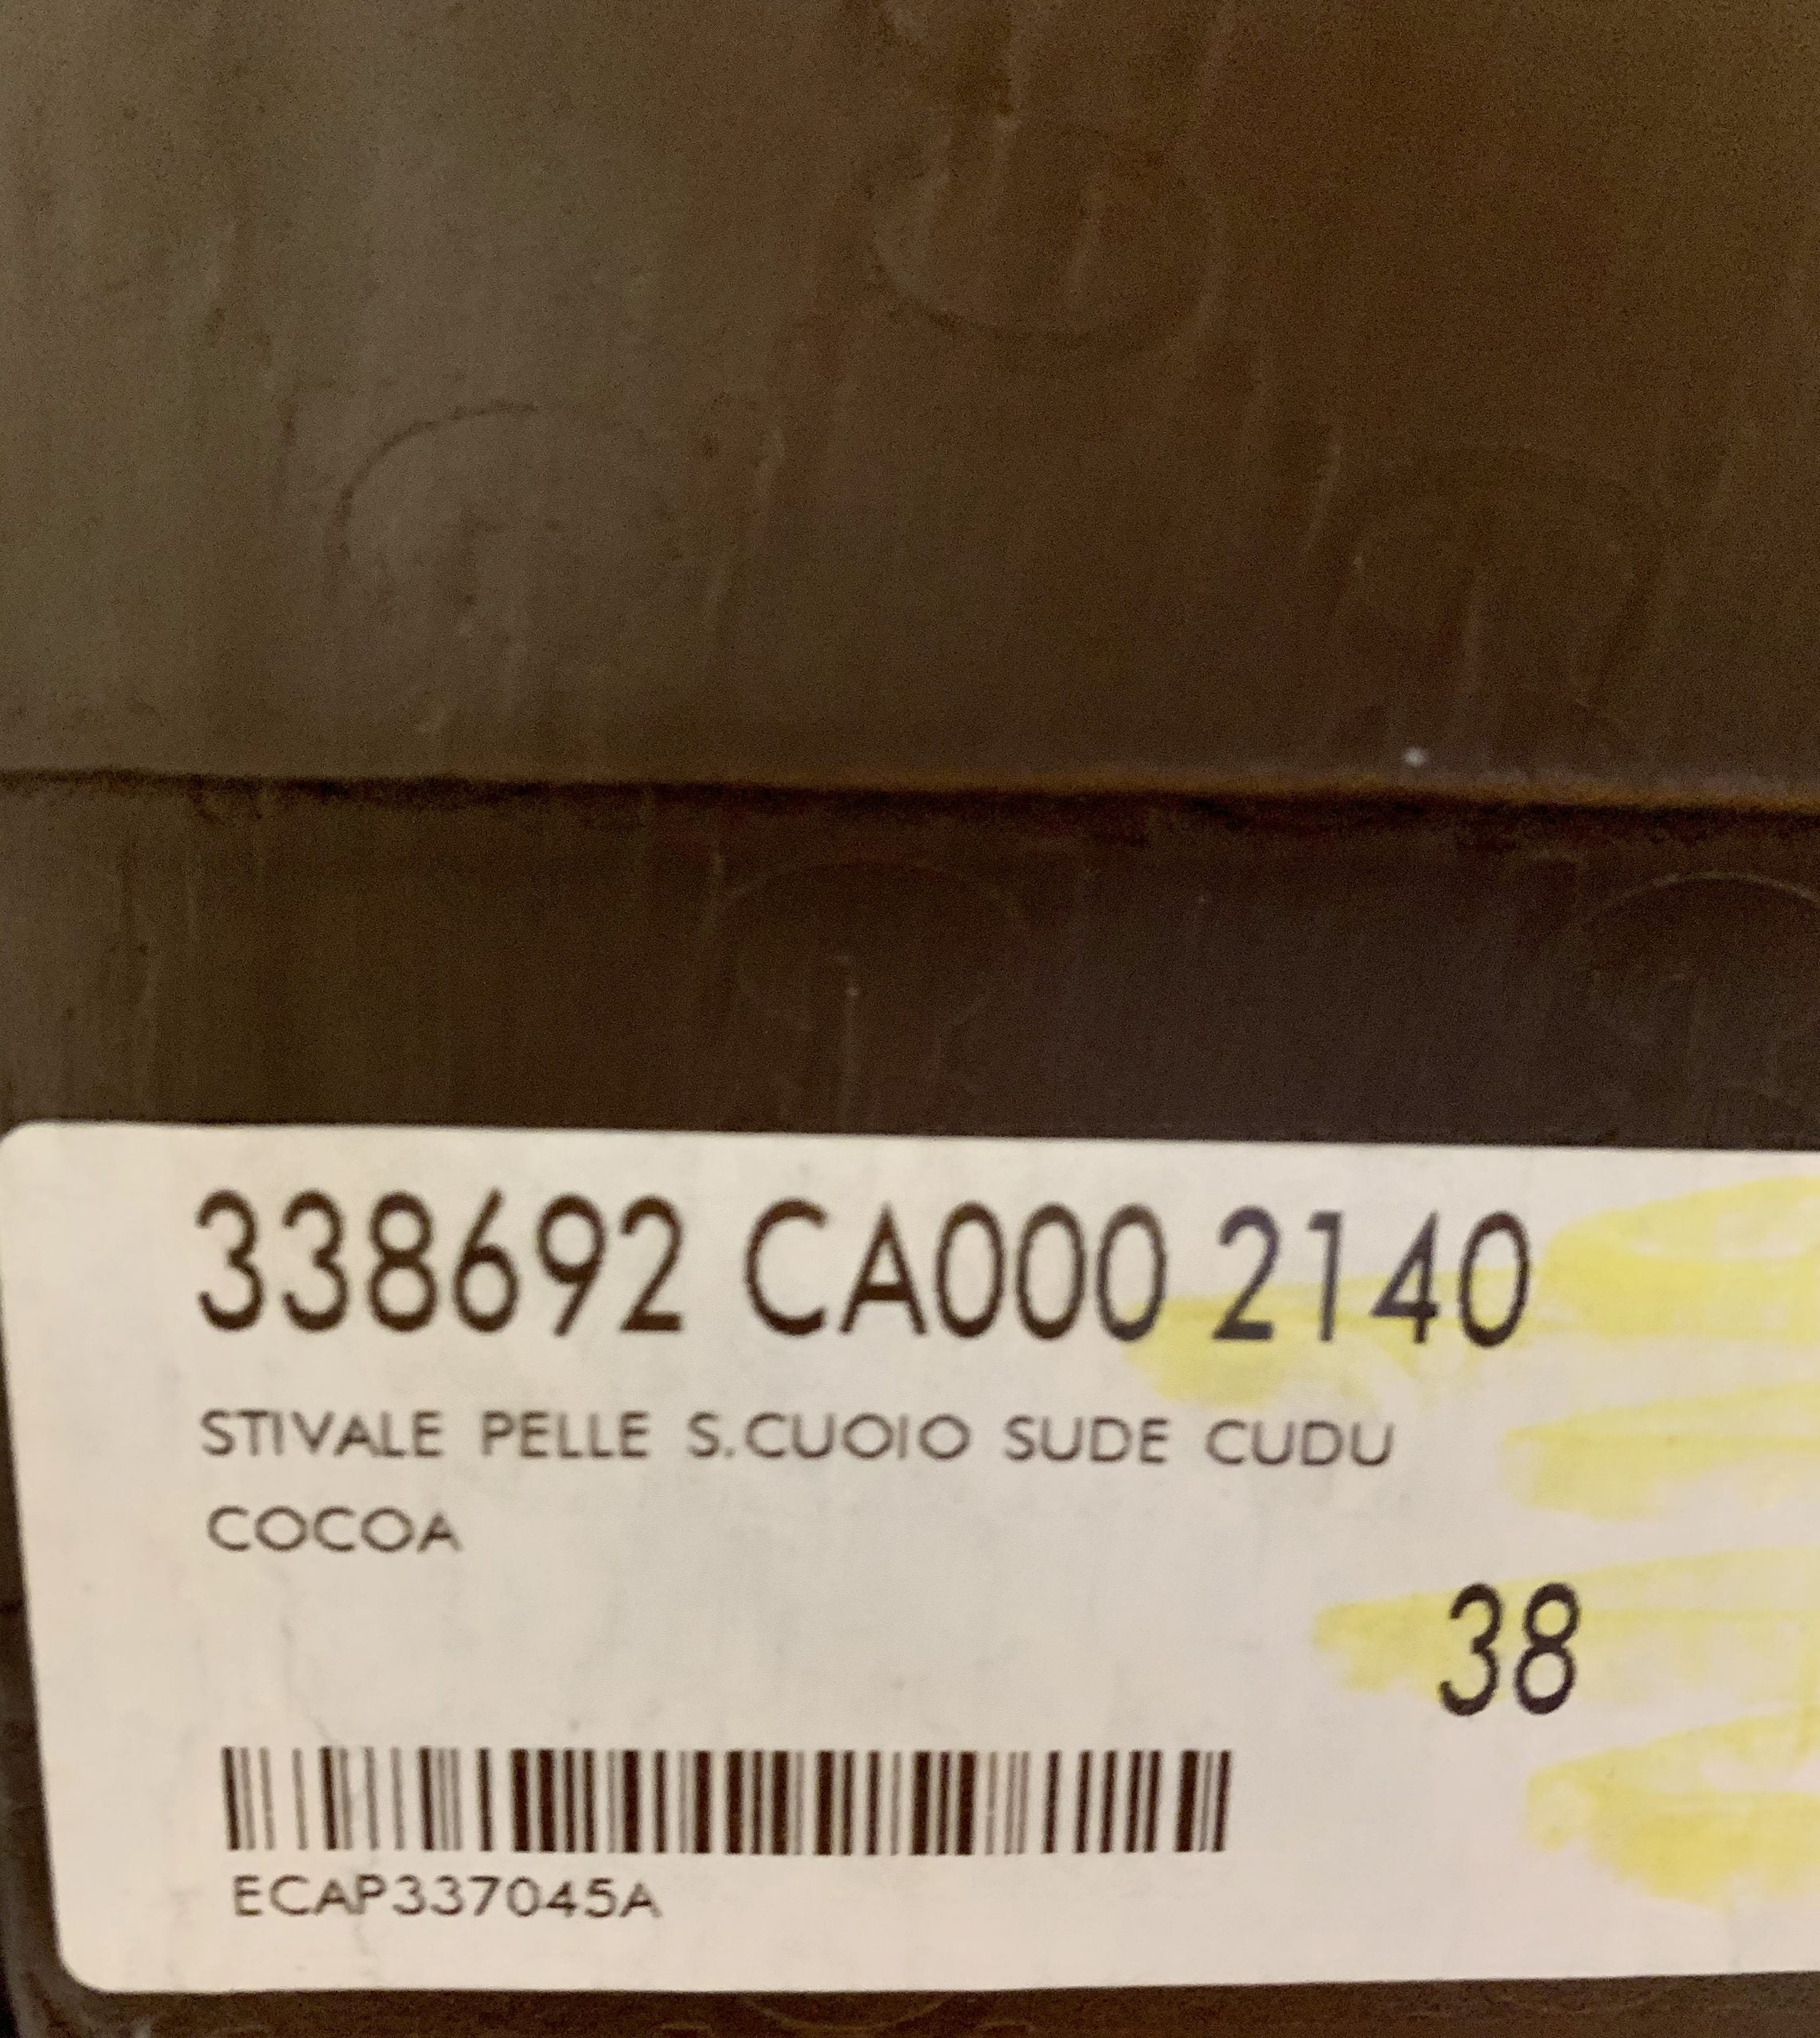 338692 CA000 2140
STIVALE PELLE S.CUOIO SUDE CUDU
COCOA
38
ECAP337045A